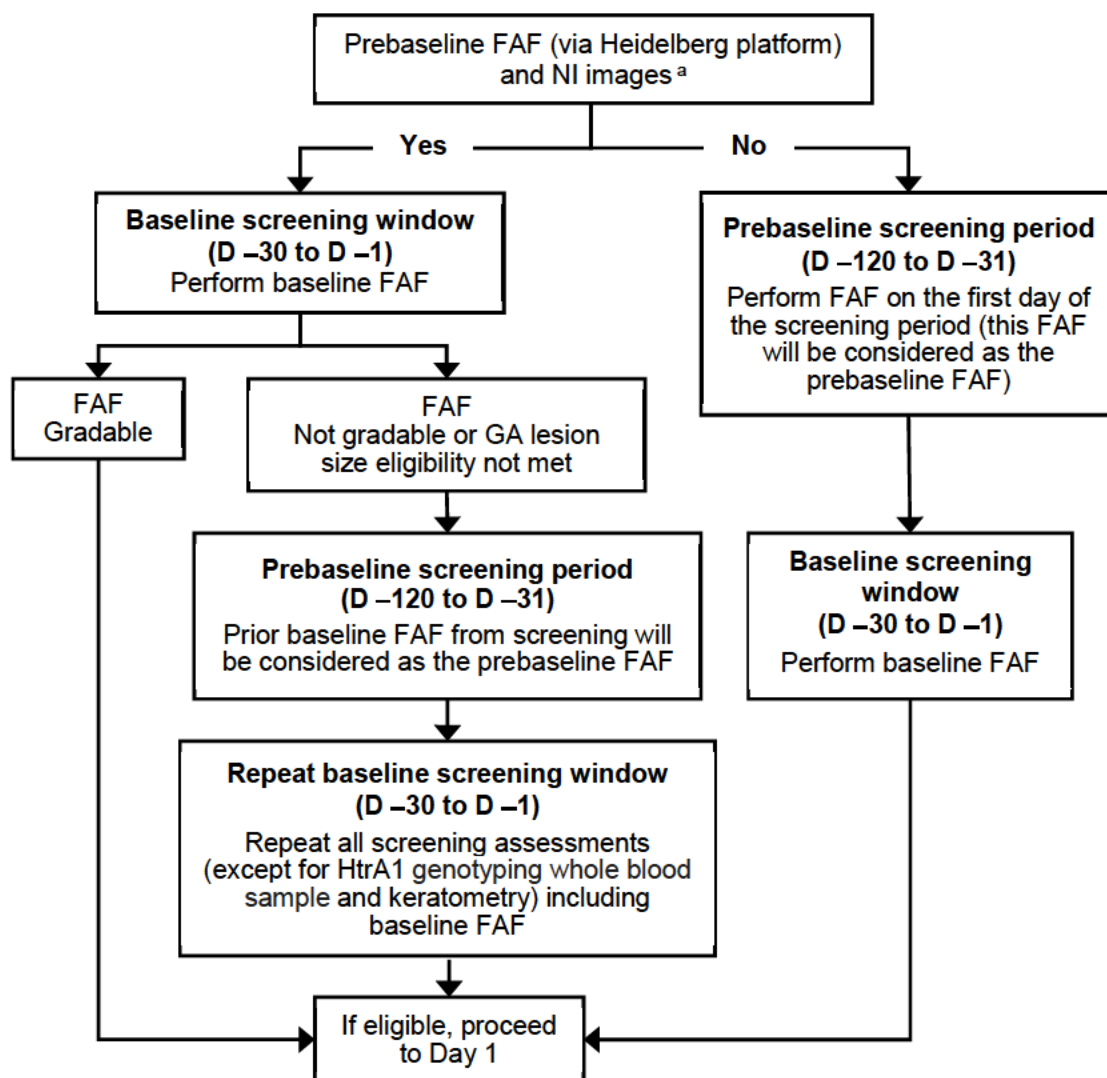 Prebaseline FAF (via Heidelberg platform)
and NI images a
Yes
No
Baseline screening
window
(D –30 to D –1)
Perform baseline FAF
Prebaseline screening period
(D –120 to D –31)
Perform FAF on the first day of
the screening period (this FAF
will be considered as the
prebaseline FAF)
FAF
Gradable
FAF
Not gradable or GA lesion
size eligibility not met
Prebaseline screening period
(D –120 to D –31)
Prior baseline FAF from screening will
be considered as the prebaseline FAF
Baseline screening
window
(D –30 to D –1)
Perform baseline FAF
Repeat baseline screening window
(D –30 to D –1)
Repeat all screening assessments
(except for HtrA1 genotyping whole blood
sample and keratometry) including
baseline FAF
If eligible, proceed
to Day 1